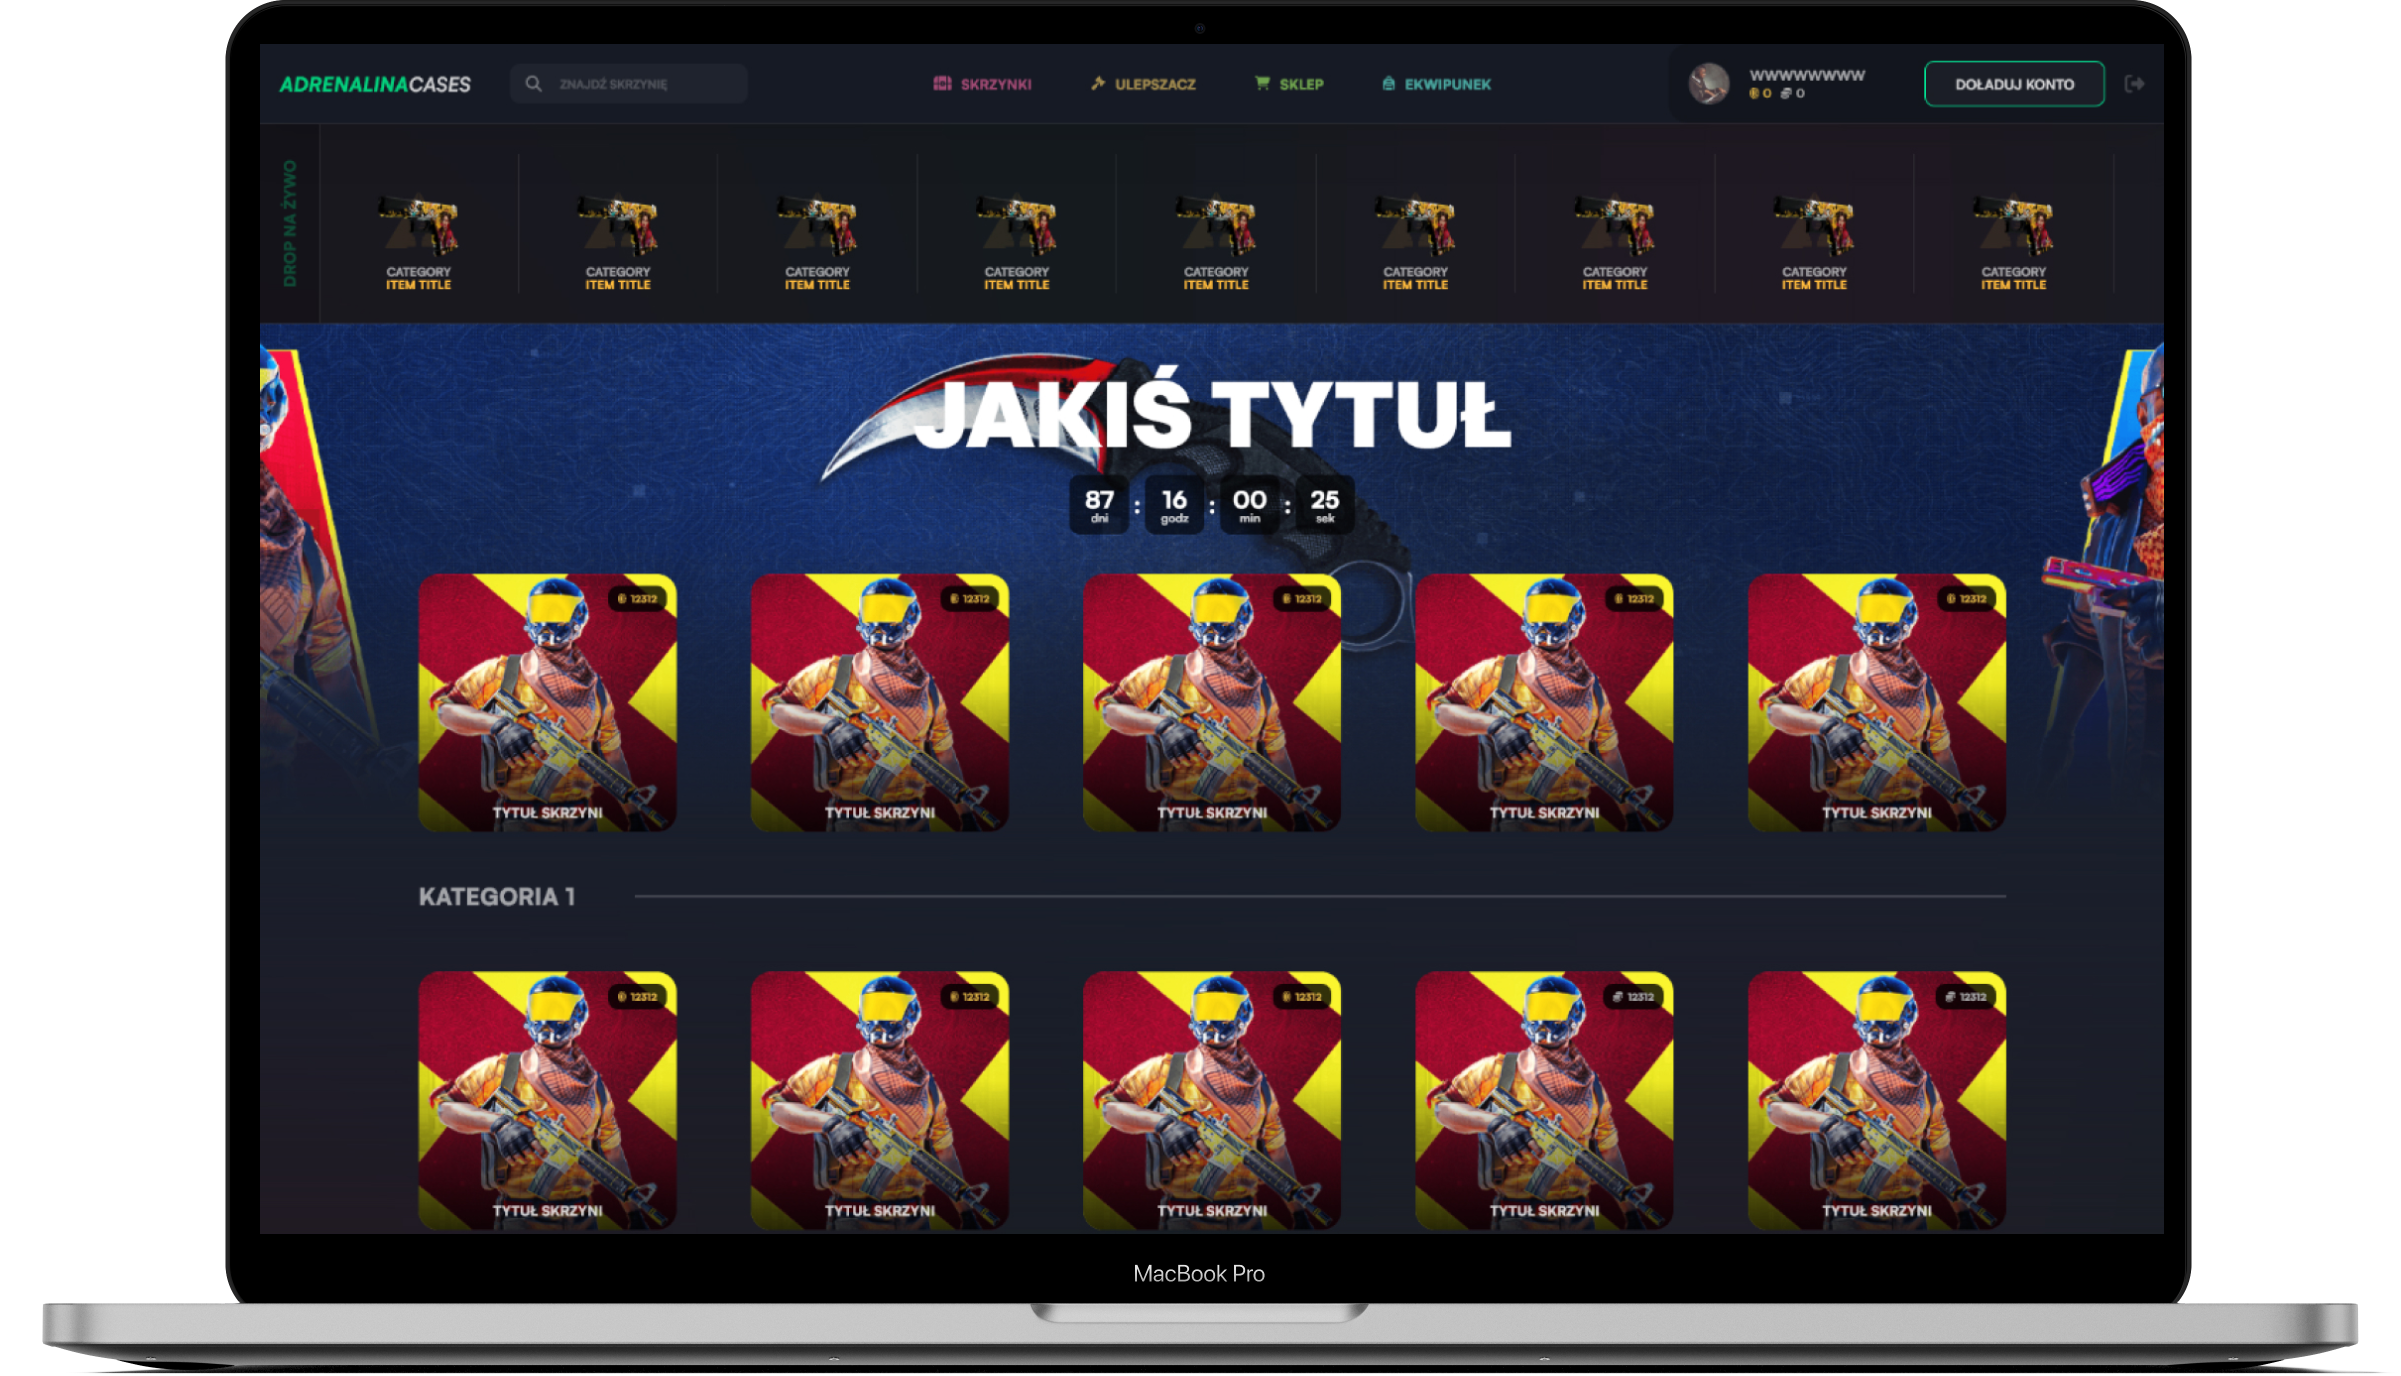 ADRENALINACASES
ZNAJDŹ SKRZYNIĘ
SKRZYNKI
ULEPSZACZ
SKLEP
EKWIPUNEK
WWWWWWWW
0 0
DOŁADUJ KONTO
DROP NA ŻYWO
CATEGORY
ITEM TITLE
CATEGORY
ITEM TITLE
CATEGORY
ITEM TITLE
CATEGORY
ITEM TITLE
CATEGORY
ITEM TITLE
CATEGORY
ITEM TITLE
CATEGORY
ITEM TITLE
CATEGORY
ITEM TITLE
CATEGORY
ITEM TITLE
JAKIŚ TYTUŁ
87 : 16 : 00 : 25
dni godz min sek
12312
TYTUŁ SKRZYNI
12312
TYTUŁ SKRZYNI
12312
TYTUŁ SKRZYNI
12312
TYTUŁ SKRZYNI
12312
TYTUŁ SKRZYNI
KATEGORIA 1
12312
TYTUŁ SKRZYNI
12312
TYTUŁ SKRZYNI
12312
TYTUŁ SKRZYNI
12312
TYTUŁ SKRZYNI
12312
TYTUŁ SKRZYNI
MacBook Pro